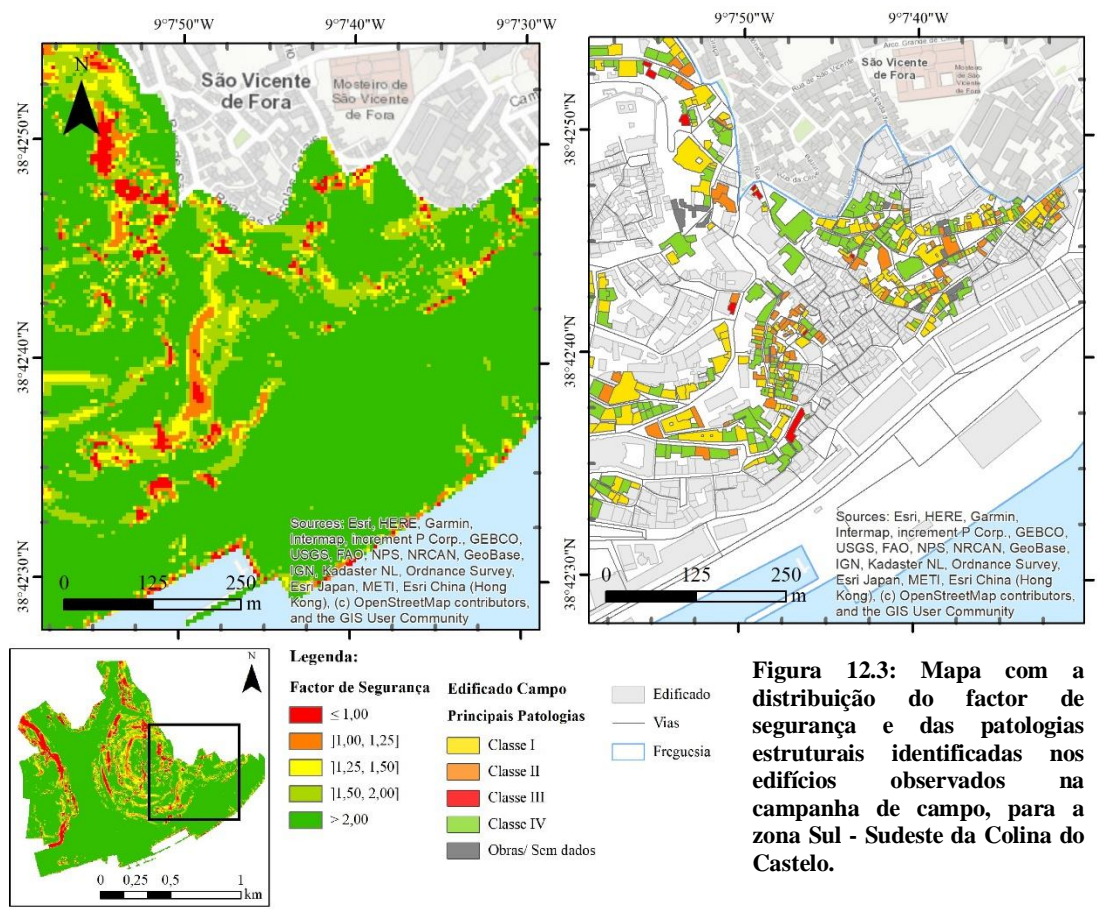 9°7'50"W
9°7'40"W
9°7'30"W
38°42'50"N
38°42'40"N
38°42'30"N
N
São Vicente
de Fora
Mosteiro de
São Vicente
de Fora
Sources: Esri, HERE, Garmin,
Intermap, increment P Corp., GEBCO,
USGS, FAO, NPS, NRCAN, GeoBase,
IGN, Kadaster NL, Ordnance Survey,
Esri Japan, METI, Esri China (Hong
Kong), (c) OpenStreetMap contributors,
and the GIS User Community
0 125 250
m
9°7'50"W
9°7'40"W
38°42'50"N
38°42'40"N
38°42'30"N
Rua de São Vicente
São Vicente
de Fora
Mosteiro
de São
Vicente
de Fora
Sources: Esri, HERE, Garmin,
Intermap, increment P Corp., GEBCO,
USGS, FAO, NPS, NRCAN, GeoBase,
IGN, Kadaster NL, Ordnance Survey,
Esri Japan, METI, Esri China (Hong
Kong), (c) OpenStreetMap contributors,
and the GIS User Community
0 125 250
m
N
0 0,25 0,5 1
km
Legenda:
Factor de Segurança
≤ 1,00
]1,00, 1,25]
]1,25, 1,50]
]1,50, 2,00]
> 2,00
Edificado Campo
Principais Patologias
Classe I
Classe II
Classe III
Classe IV
Obras/ Sem dados
Edificado
Vias
Freguesia
Figura 12.3: Mapa com a
distribuição do factor de
segurança e das patologias
estruturais identificadas nos
edifícios observados na
campanha de campo, para a
zona Sul - Sudeste da Colina do
Castelo.